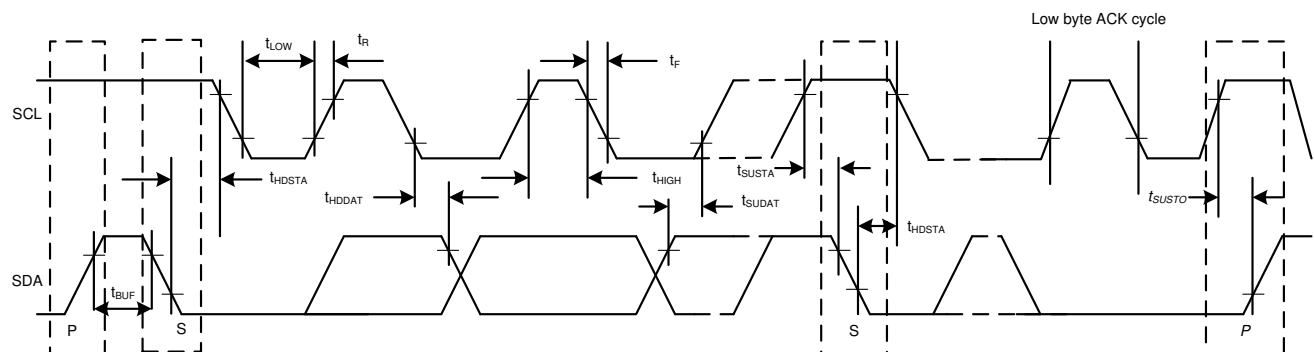 Low byte ACK cycle
tLOW
tR
tF
SCL
tHDSTA
tHDDAT
tHIGH
tSUDAT
tSUSTA
tHDSTA
tSUSTO
SDA
tBUF
P
S
S
P